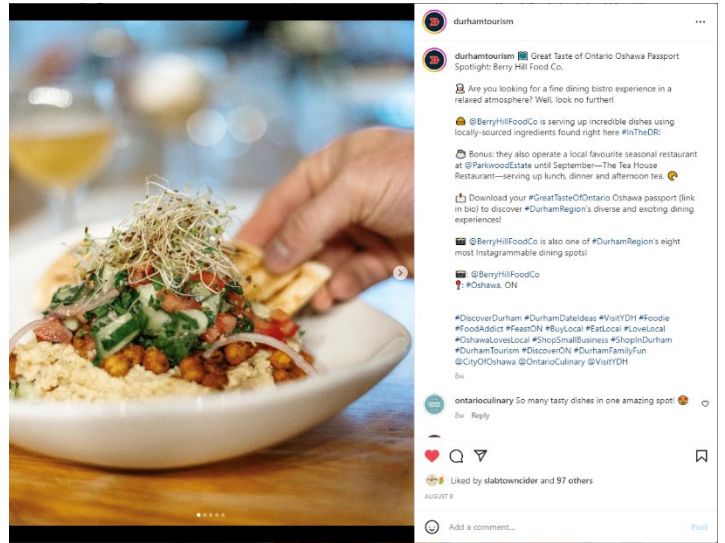 durhamtourism
durhamtourism Great Taste of Ontario Oshawa Passport
Spotlight: Berry Hill Food Co.
Are you looking for a fine dining bistro experience in a
relaxed atmosphere? Well, look no further!
@BerryHillFoodCo is serving up incredible dishes using
locally-sourced ingredients found right here #InTheDR!
Bonus: they also operate a local favourite seasonal restaurant
at @ParkwoodEstate until September—The Tea House
Restaurant—serving up lunch, dinner and afternoon tea.
Download your #GreatTasteOfOntario Oshawa passport (link
in bio) to discover #DurhamRegion's diverse and exciting dining
experiences!
@BerryHillFoodCo is also one of #DurhamRegion's eight
most Instagrammable dining spots!
: @BerryHillFoodCo
: #Oshawa, ON
#DiscoverDurham #DurhamDateIdeas #VisitYDH #Foodie
#FoodAddict #FeastON #BuyLocal #EatLocal #LoveLocal
#OshawaLovesLocal #ShopSmallBusiness #ShopInDurham
#DurhamTourism #DiscoverON #DurhamFamilyFun
@CityOfOshawa @OntarioCulinary @VisitYDH
8w
ontarioculinary So many tasty dishes in one amazing spot!
8w Reply
Liked by slabtowncider and 97 others
AUGUST 8
Add a comment...
Post